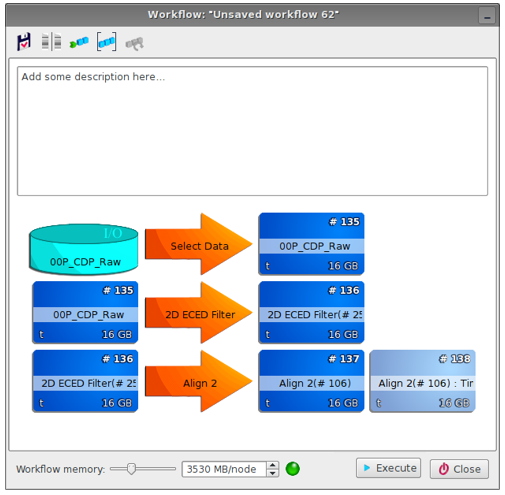 Workflow: "Unsaved workflow 62"
Add some description here...
I/O
00P_CDP_Raw
Select Data
# 135
00P_CDP_Raw
t 16 GB
# 135
00P_CDP_Raw
t 16 GB
2D ECED Filter
# 136
2D ECED Filter(# 25
t 16 GB
# 136
2D ECED Filter(# 25
t 16 GB
Align 2
# 137
Align 2(# 106)
t 16 GB
# 138
Align 2(# 106) : Tir
t 16 GB
Workflow memory: 3530 MB/node Execute Close